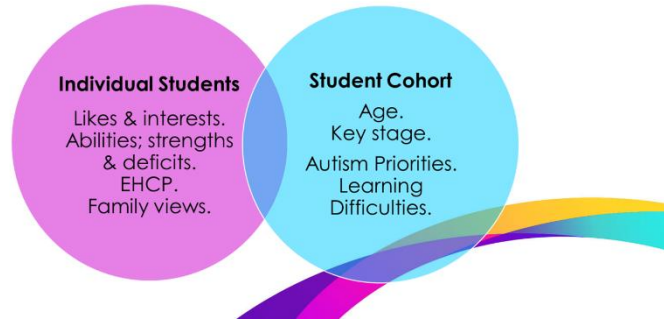 Individual Students
Likes & interests.
Abilities; strengths
& deficits.
EHCP.
Family views.
Student Cohort
Age.
Key stage.
Autism Priorities.
Learning
Difficulties.